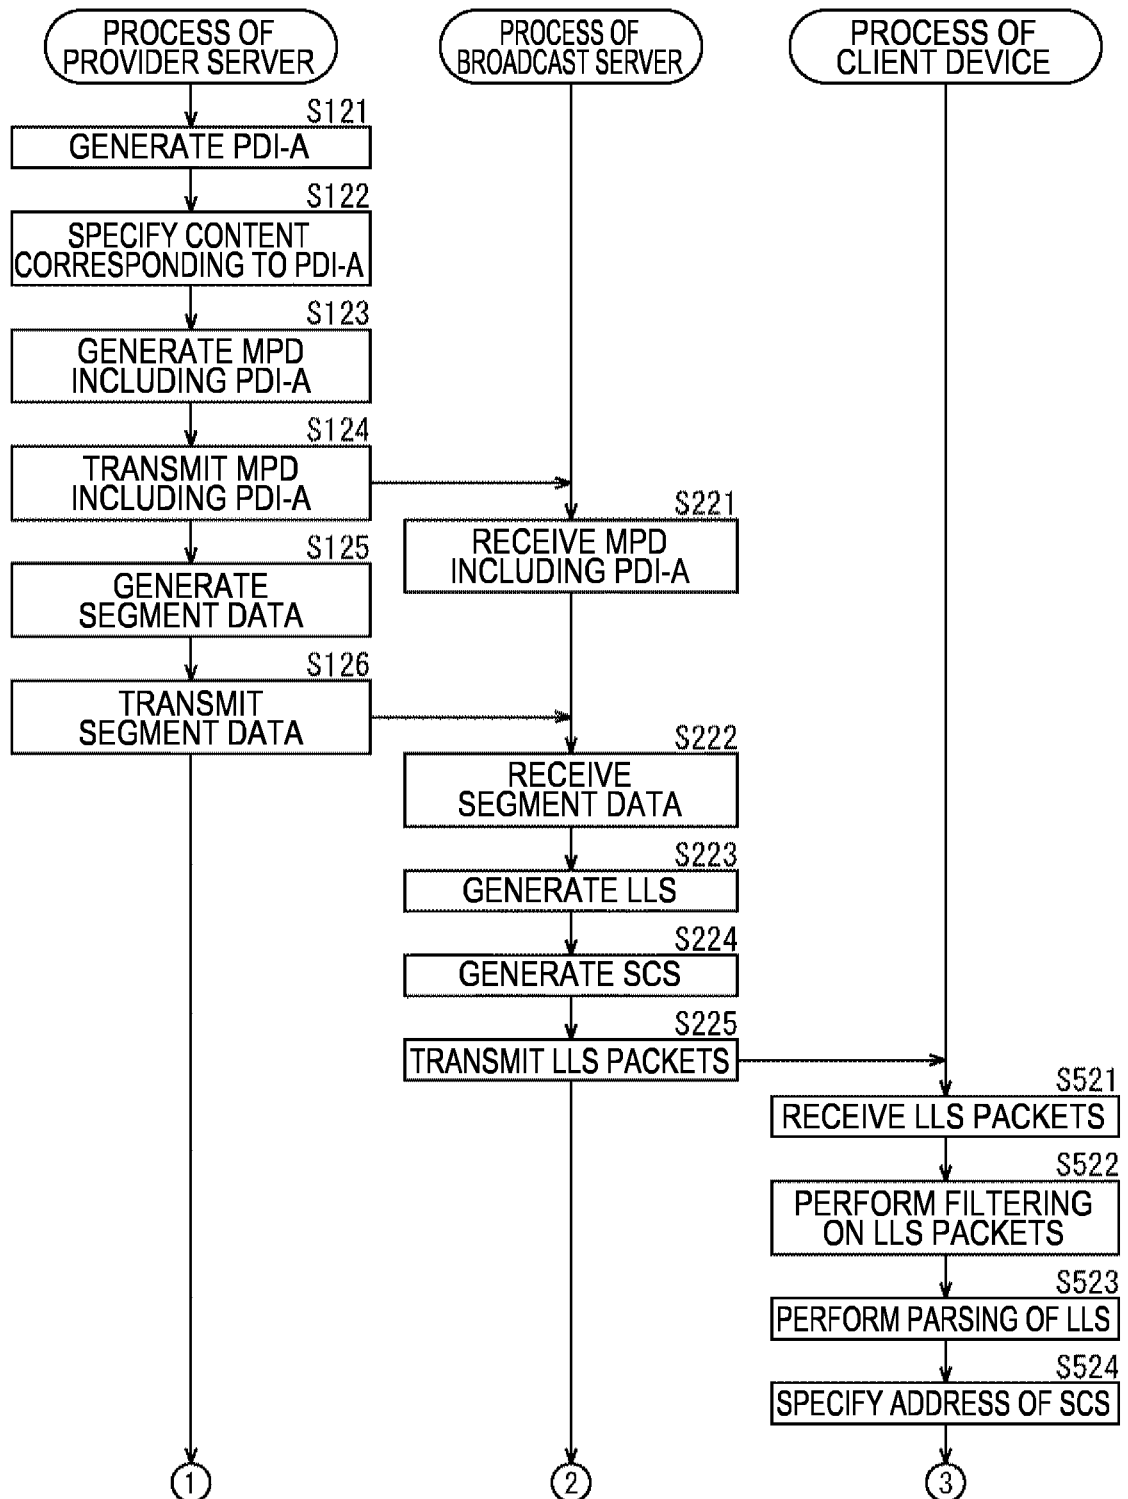 PROCESS OF
PROVIDER SERVER
PROCESS OF
BROADCAST SERVER
PROCESS OF
CLIENT DEVICE
S121
GENERATE PDI-A
S122
SPECIFY CONTENT
CORRESPONDING TO PDI-A
S123
GENERATE MPD
INCLUDING PDI-A
S124
TRANSMIT MPD
INCLUDING PDI-A
S221
RECEIVE MPD
INCLUDING PDI-A
S125
GENERATE
SEGMENT DATA
S126
TRANSMIT
SEGMENT DATA
S222
RECEIVE
SEGMENT DATA
S223
GENERATE LLS
S224
GENERATE SCS
S225
TRANSMIT LLS PACKETS
S521
RECEIVE LLS PACKETS
S522
PERFORM FILTERING
ON LLS PACKETS
S523
PERFORM PARSING OF LLS
S524
SPECIFY ADDRESS OF SCS
1
2
3